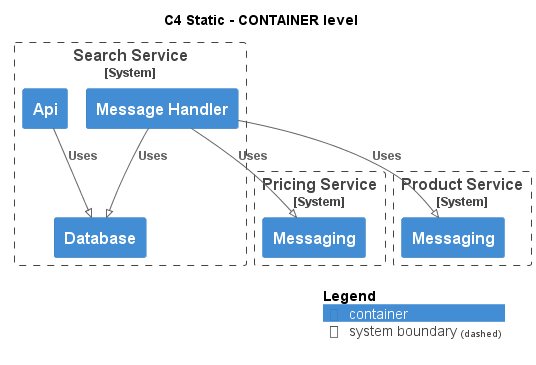 C4 Static - CONTAINER level
Search Service
[System]
Api
Message Handler
Uses
Uses
Uses
Uses
Database
Pricing Service
[System]
Messaging
Product Service
[System]
Messaging
Legend
container
system boundary (dashed)